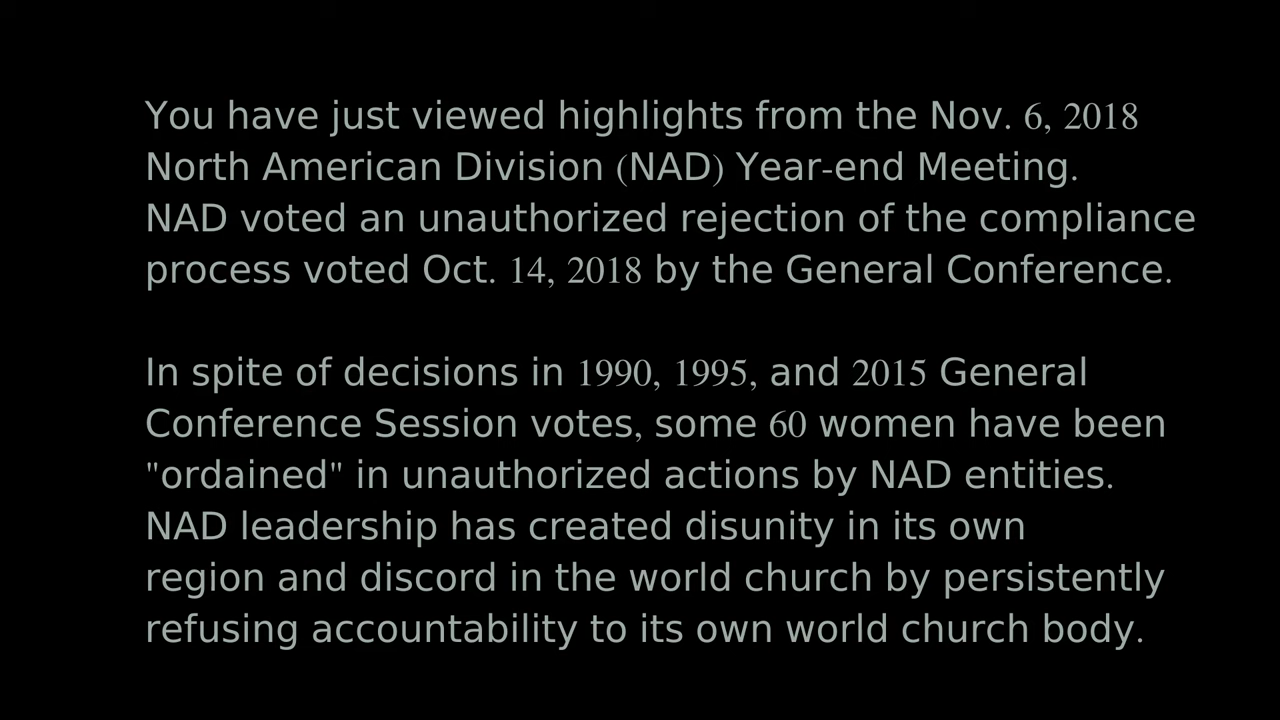 You have just viewed highlights from the Nov. 6, 2018
North American Division (NAD) Year-end Meeting.
NAD voted an unauthorized rejection of the compliance
process voted Oct. 14, 2018 by the General Conference.
In spite of decisions in 1990, 1995, and 2015 General
Conference Session votes, some 60 women have been
"ordained" in unauthorized actions by NAD entities.
NAD leadership has created disunity in its own
region and discord in the world church by persistently
refusing accountability to its own world church body.